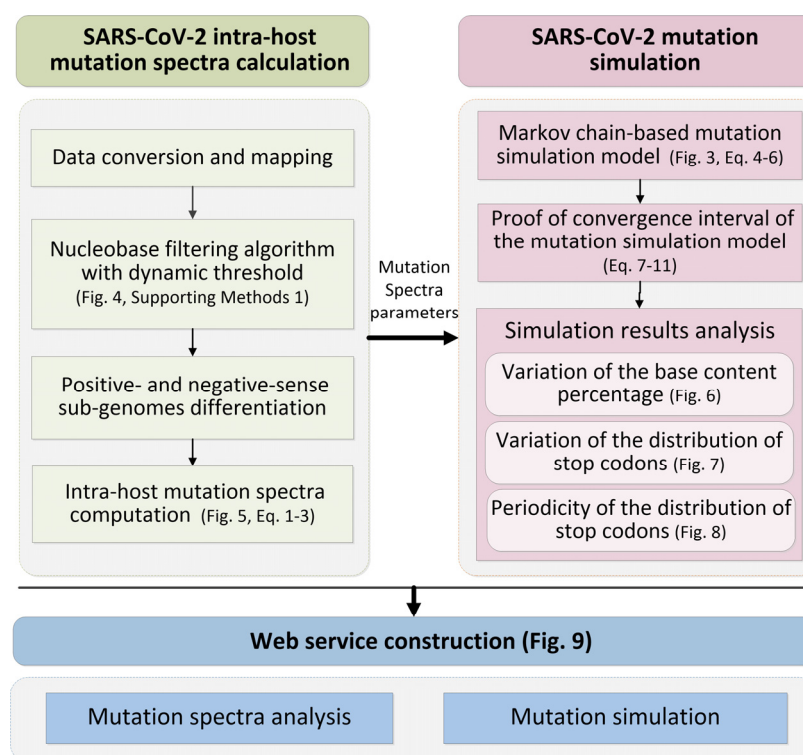 SARS-CoV-2 intra-host
mutation spectra calculation
Data conversion and mapping
Nucleobase filtering algorithm
with dynamic threshold
(Fig. 4, Supporting Methods 1)
Positive- and negative-sense
sub-genomes differentiation
Intra-host mutation spectra
computation (Fig. 5, Eq. 1-3)
Mutation
Spectra
parameters
SARS-CoV-2 mutation
simulation
Markov chain-based mutation
simulation model (Fig. 3, Eq. 4-6)
Proof of convergence interval of
the mutation simulation model
(Eq. 7-11)
Simulation results analysis
Variation of the base content
percentage (Fig. 6)
Variation of the distribution of
stop codons (Fig. 7)
Periodicity of the distribution of
stop codons (Fig. 8)
Web service construction (Fig. 9)
Mutation spectra analysis
Mutation simulation